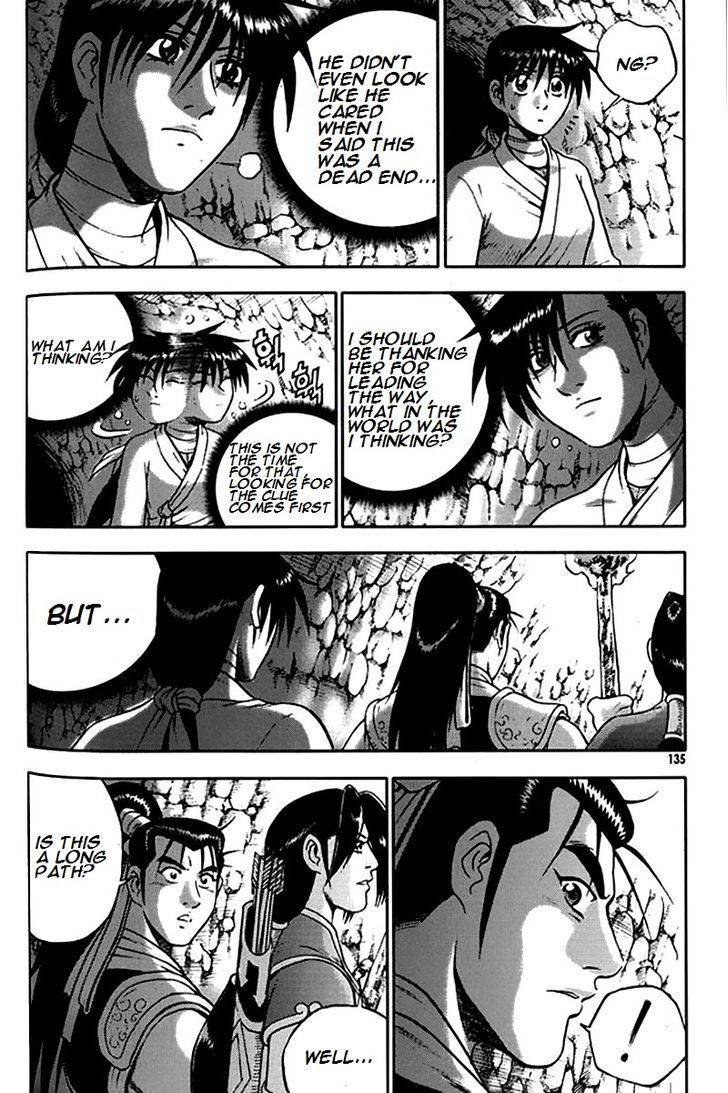 HE DIDN'T
EVEN LOOK
LIKE HE
CARED
WHEN I
SAID THIS
WAS A
DEAD END...
NG?
WHAT AM I
THINKING?
휙
휙
THIS IS NOT
THE TIME
FOR THAT
LOOKING FOR
THE CLUE
COMES FIRST
I SHOULD
BE THANKING
HER FOR
LEADING
THE WAY,
WHAT IN THE
WORLD WAS
I THINKING?
BUT...
135
IS THIS
A LONG
PATH?
WELL...
!